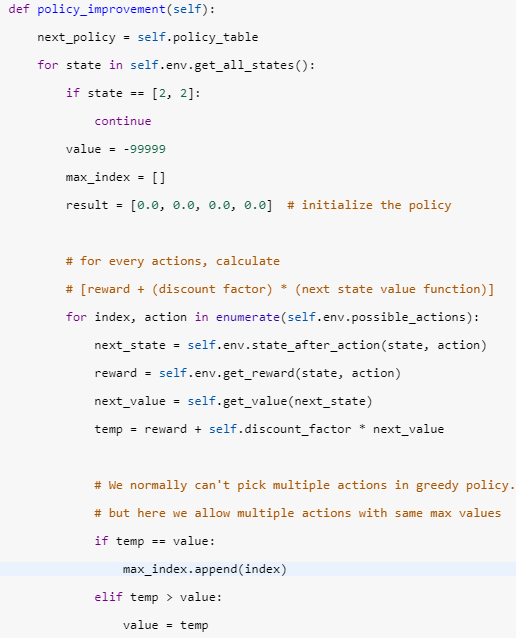 def policy_improvement(self):
    next_policy = self.policy_table
    for state in self.env.get_all_states():
        if state == [2, 2]:
            continue
        value = -99999
        max_index = []
        result = [0.0, 0.0, 0.0, 0.0]  # initialize the policy
        # for every actions, calculate
        # [reward + (discount factor) * (next state value function)]
        for index, action in enumerate(self.env.possible_actions):
            next_state = self.env.state_after_action(state, action)
            reward = self.env.get_reward(state, action)
            next_value = self.get_value(next_state)
            temp = reward + self.discount_factor * next_value
            # We normally can't pick multiple actions in greedy policy.
            # but here we allow multiple actions with same max values
            if temp == value:
                max_index.append(index)
            elif temp > value:
                value = temp